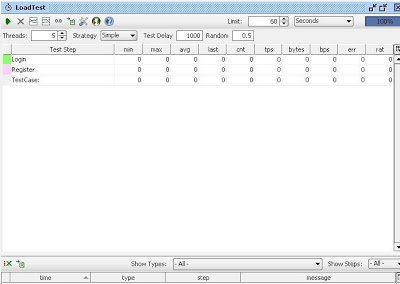 LoadTest
Limit: 60 Seconds 100%
Threads: 5 Strategy Simple Test Delay 1000 Random 0.5
Test Step min max avg last cnt tps bytes bps err rat
Login 0 0 0 0 0 0 0 0 0 0
Register 0 0 0 0 0 0 0 0 0 0
TestCase: 0 0 0 0 0 0 0 0 0 0
Show Types: - All - Show Steps: - All -
time type step message